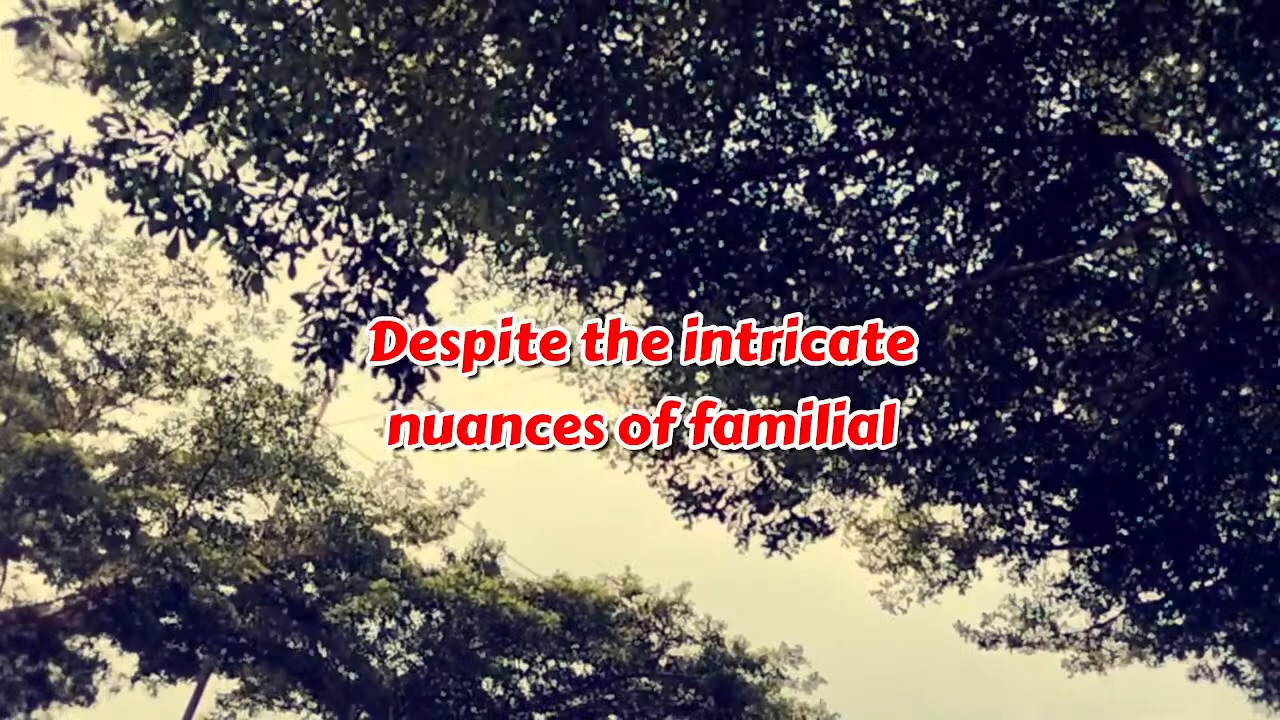 Despite the intricate
nuances of familial